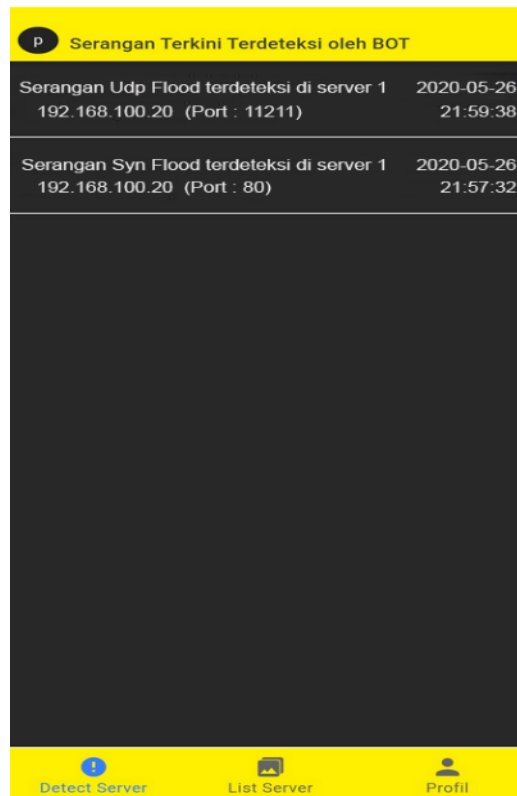 p Serangan Terkini Terdeteksi oleh BOT
Serangan Udp Flood terdeteksi di server 1 2020-05-26
192.168.100.20 (Port : 11211) 21:59:38
Serangan Syn Flood terdeteksi di server 1 2020-05-26
192.168.100.20 (Port : 80) 21:57:32
Detect Server List Server Profil